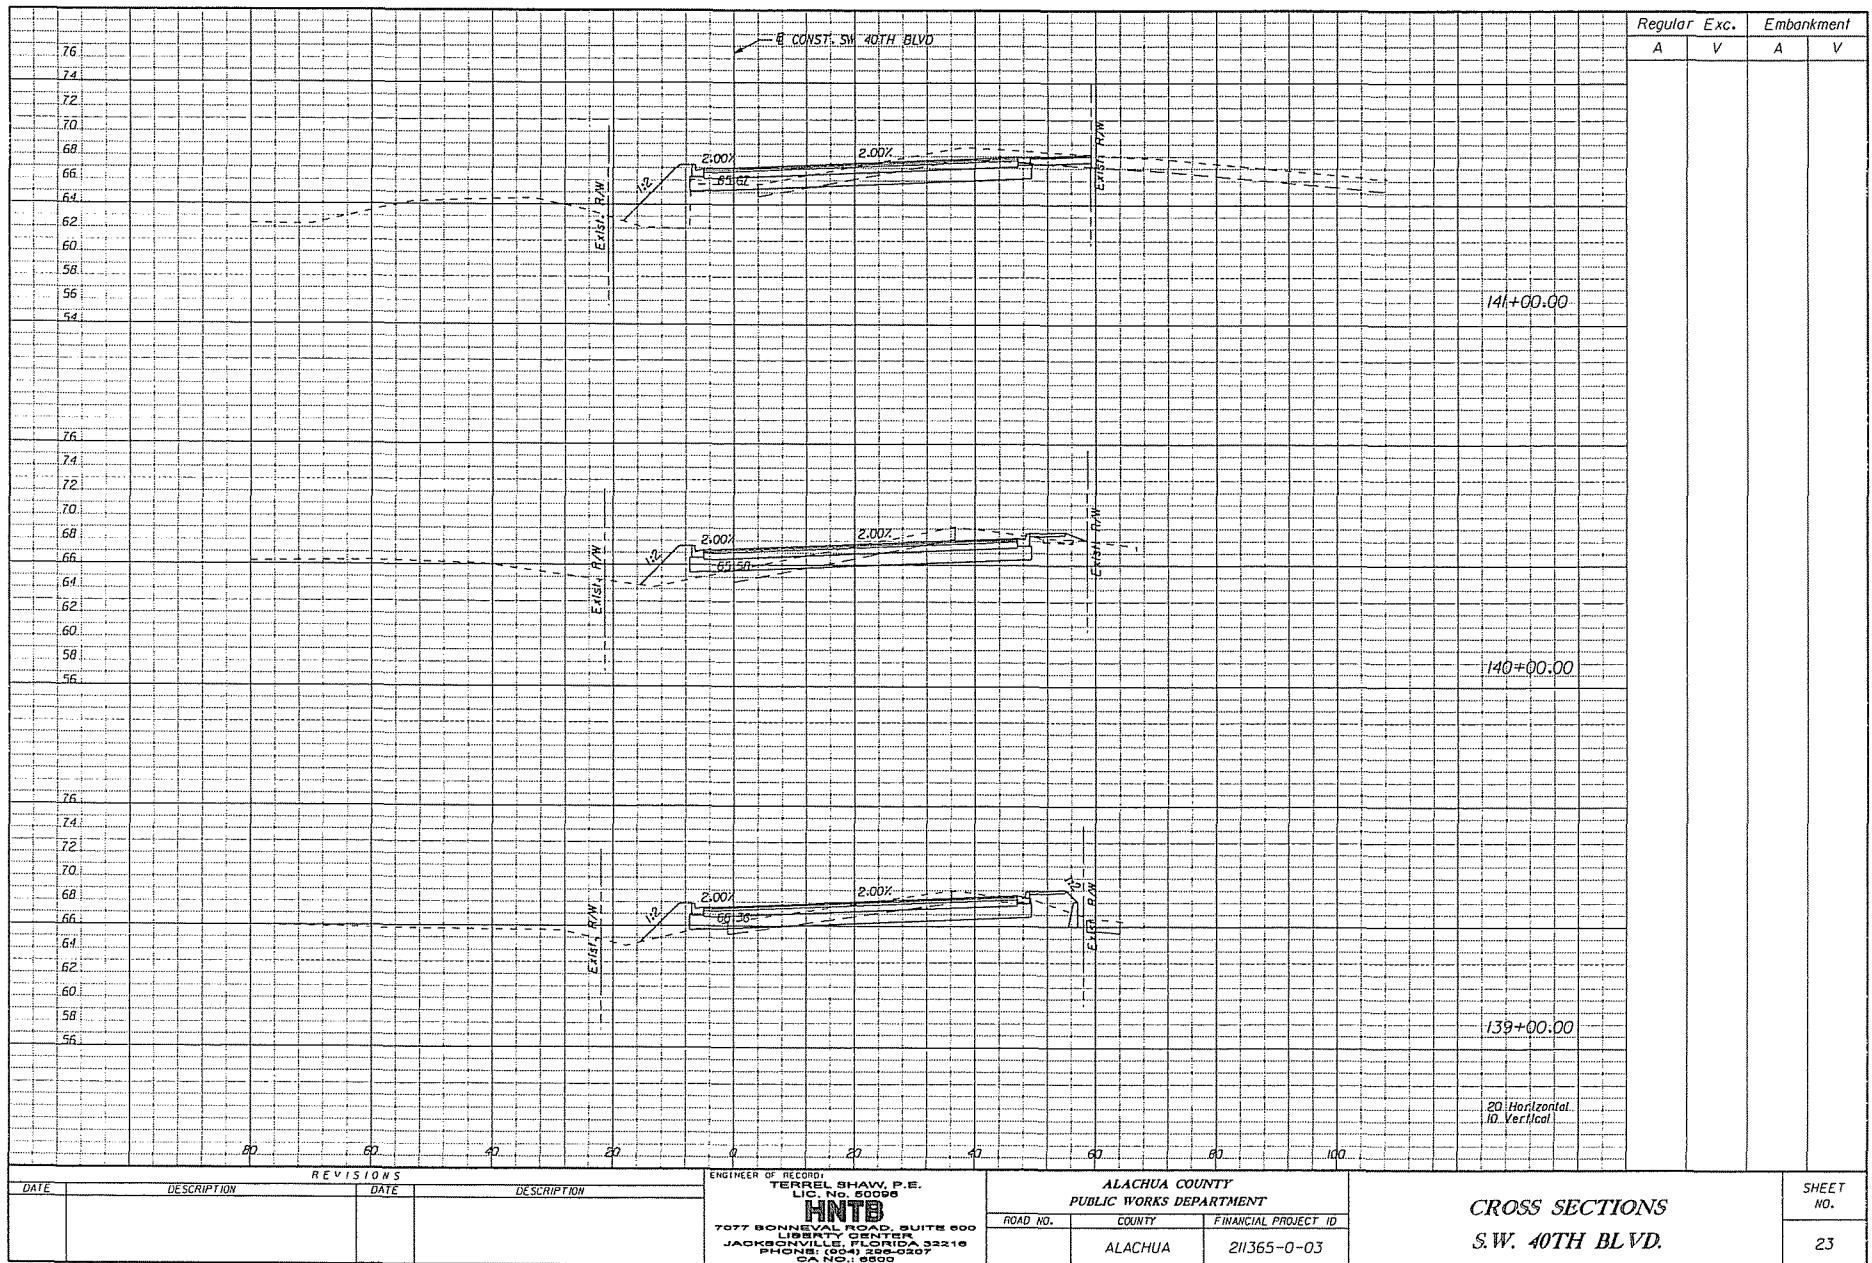 Regular Exc. Embankment
A V A V
℄ CONST. SW 40TH BLVD
76
74
72
70
68
66
64
62
60
58
56
54
Exist. R/W
1:2
2.00%
65.67
2.00%
Exist. R/W
141+00.00
76
74
72
70
68
66
64
62
60
58
56
Exist. R/W
1:2
2.00%
2.00%
Exist. R/W
140+00.00
76
74
72
70
68
66
64
62
60
58
56
Exist. R/W
1:2
2.00%
66.36
2.00%
Exist. R/W
139+00.00
20 Horizontal
10 Vertical
80 60 40 20 0 20 40 60 80 100
REVISIONS
DATE DESCRIPTION DATE DESCRIPTION
ENGINEER OF RECORD:
TERREL SHAW, P.E.
LIC. No. 50096
HNTB
7077 BONNEVAL ROAD, SUITE 600
LIBERTY CENTER
JACKSONVILLE, FLORIDA 32216
PHONE: (904) 296-0207
CA NO.: 6500
ALACHUA COUNTY
PUBLIC WORKS DEPARTMENT
ROAD NO. COUNTY FINANCIAL PROJECT ID
ALACHUA 211365-0-03
CROSS SECTIONS
S.W. 40TH BLVD.
SHEET
NO.
23